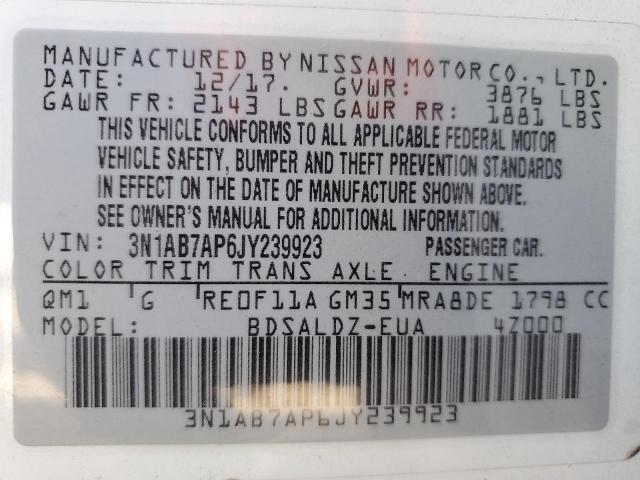 MANUFACTURED BY NISSAN MOTOR CO., LTD.
DATE: 12/17. GVWR: 3876 LBS
GAWR FR: 2143 LBS GAWR RR: 1881 LBS
THIS VEHICLE CONFORMS TO ALL APPLICABLE FEDERAL MOTOR
VEHICLE SAFETY, BUMPER AND THEFT PREVENTION STANDARDS
IN EFFECT ON THE DATE OF MANUFACTURE SHOWN ABOVE.
SEE OWNER'S MANUAL FOR ADDITIONAL INFORMATION.
VIN: 3N1AB7AP6JY239923 PASSENGER CAR.
COLOR TRIM TRANS AXLE ENGINE
QM1 G RE0F11A GM35 MRA8DE 1798 CC
BDSALDZ-EUA 4Z000
3N1AB7AP6JY239923